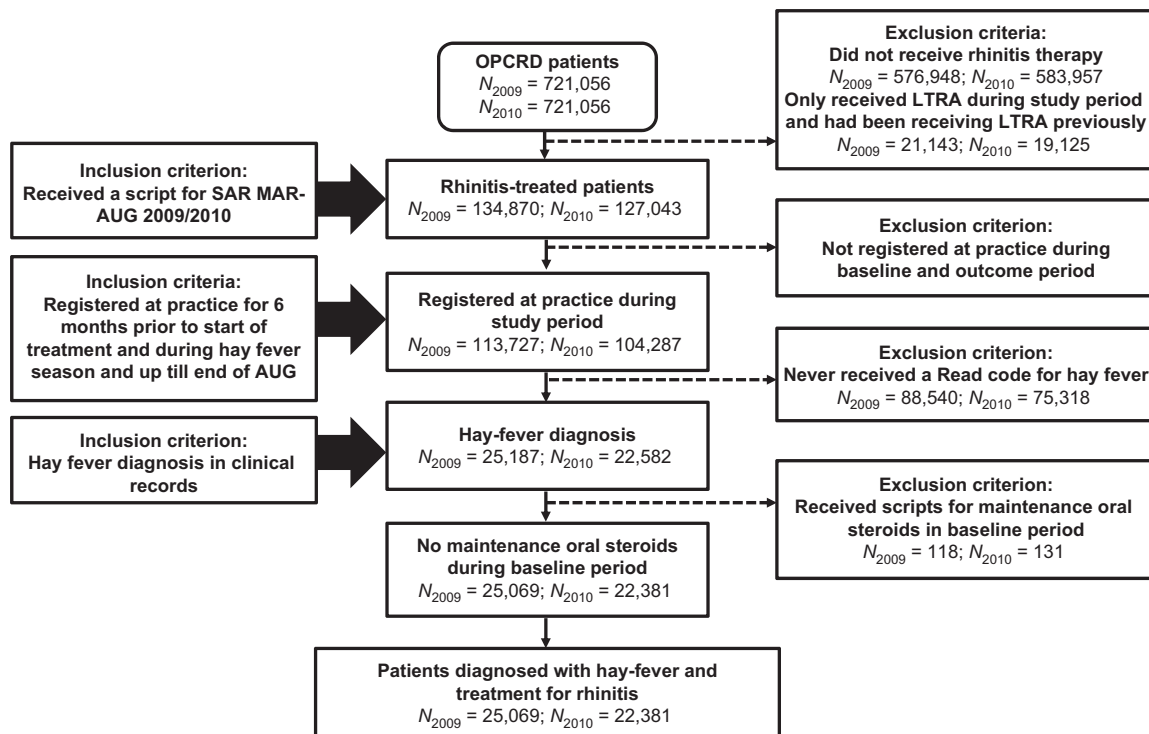 OPCRD patients
N2009 = 721,056
N2010 = 721,056
Exclusion criteria:
Did not receive rhinitis therapy
N2009 = 576,948; N2010 = 583,957
Only received LTRA during study period
and had been receiving LTRA previously
N2009 = 21,143; N2010 = 19,125
Inclusion criterion:
Received a script for SAR MAR-
AUG 2009/2010
Rhinitis-treated patients
N2009 = 134,870; N2010 = 127,043
Exclusion criterion:
Not registered at practice during
baseline and outcome period
Inclusion criteria:
Registered at practice for 6
months prior to start of
treatment and during hay fever
season and up till end of AUG
Registered at practice during
study period
N2009 = 113,727; N2010 = 104,287
Exclusion criterion:
Never received a Read code for hay fever
N2009 = 88,540; N2010 = 75,318
Inclusion criterion:
Hay fever diagnosis in clinical
records
Hay-fever diagnosis
N2009 = 25,187; N2010 = 22,582
Exclusion criterion:
Received scripts for maintenance oral
steroids in baseline period
N2009 = 118; N2010 = 131
No maintenance oral steroids
during baseline period
N2009 = 25,069; N2010 = 22,381
Patients diagnosed with hay-fever and
treatment for rhinitis
N2009 = 25,069; N2010 = 22,381